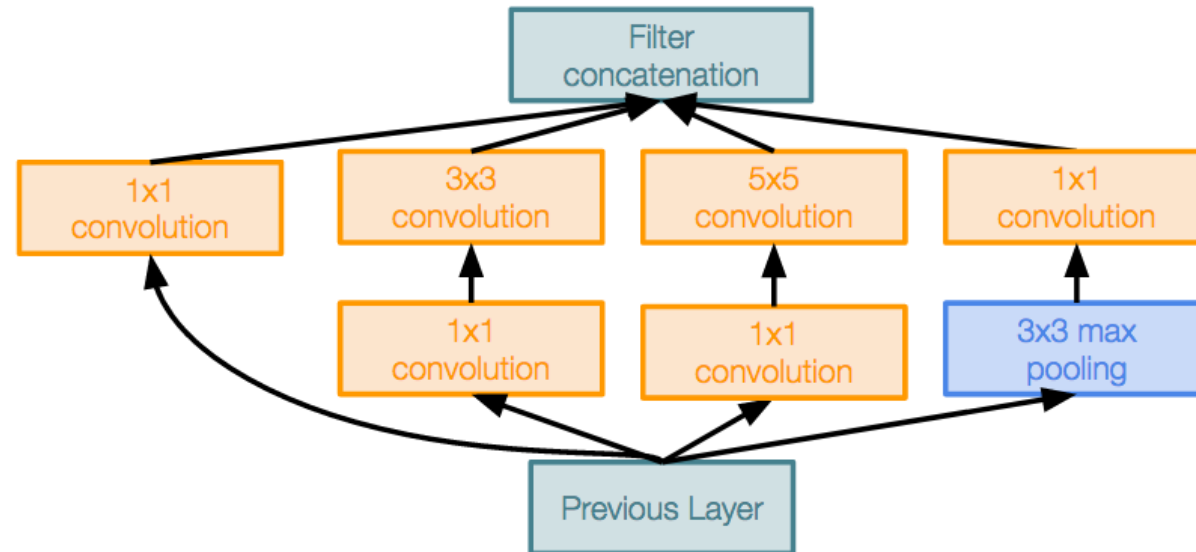 Filter
concatenation
1x1
convolution
3x3
convolution
5x5
convolution
1x1
convolution
1x1
convolution
1x1
convolution
3x3 max
pooling
Previous Layer